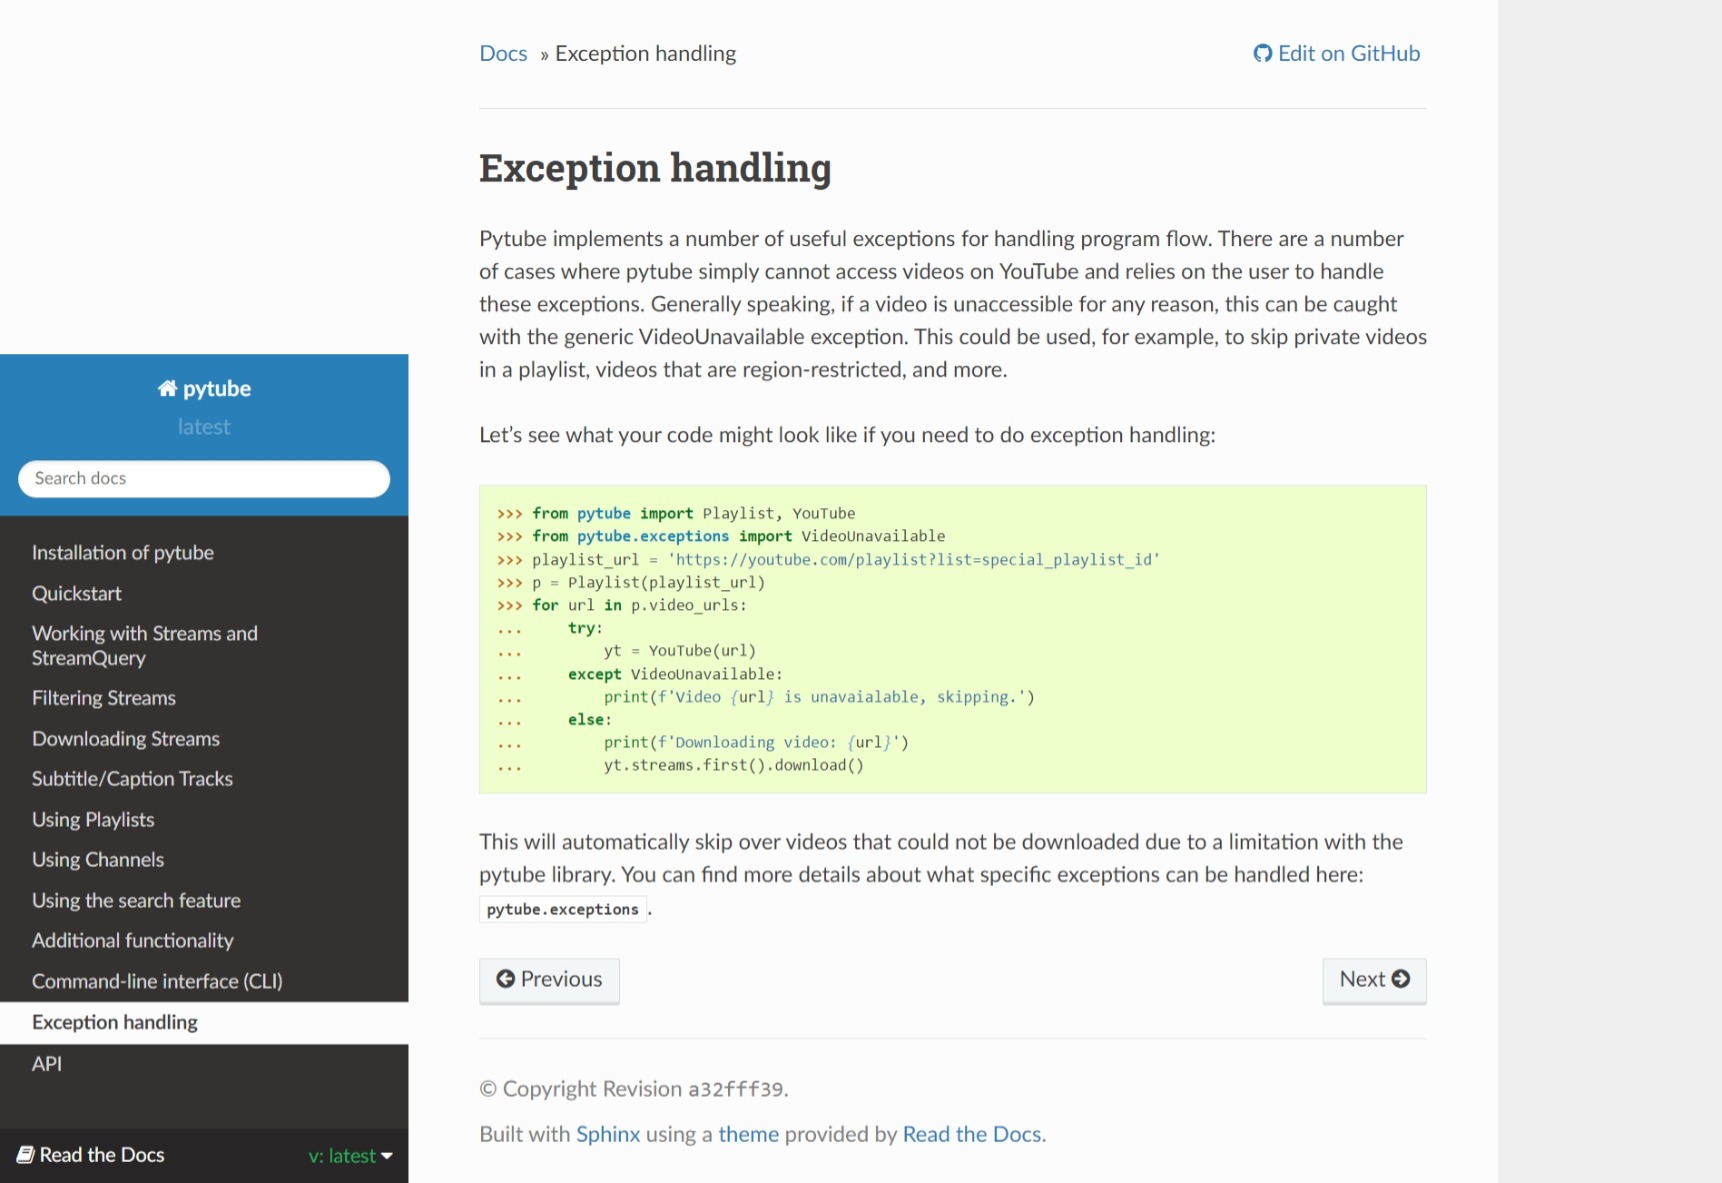 Docs » Exception handling
Edit on GitHub
Exception handling
Pytube implements a number of useful exceptions for handling program flow. There are a number
of cases where pytube simply cannot access videos on YouTube and relies on the user to handle
these exceptions. Generally speaking, if a video is unaccessible for any reason, this can be caught
with the generic VideoUnavailable exception. This could be used, for example, to skip private videos
in a playlist, videos that are region-restricted, and more.
Let’s see what your code might look like if you need to do exception handling:
>>> from pytube import Playlist, YouTube
>>> from pytube.exceptions import VideoUnavailable
>>> playlist_url = 'https://youtube.com/playlist?list=special_playlist_id'
>>> p = Playlist(playlist_url)
>>> for url in p.video_urls:
...     try:
...         yt = YouTube(url)
...     except VideoUnavailable:
...         print(f'Video {url} is unavaialable, skipping.')
...     else:
...         print(f'Downloading video: {url}')
...         yt.streams.first().download()
This will automatically skip over videos that could not be downloaded due to a limitation with the
pytube library. You can find more details about what specific exceptions can be handled here:
pytube.exceptions .
Previous
Next
© Copyright Revision a32fff39.
Built with Sphinx using a theme provided by Read the Docs.
pytube
latest
Search docs
Installation of pytube
Quickstart
Working with Streams and
StreamQuery
Filtering Streams
Downloading Streams
Subtitle/Caption Tracks
Using Playlists
Using Channels
Using the search feature
Additional functionality
Command-line interface (CLI)
Exception handling
API
Read the Docs
v: latest